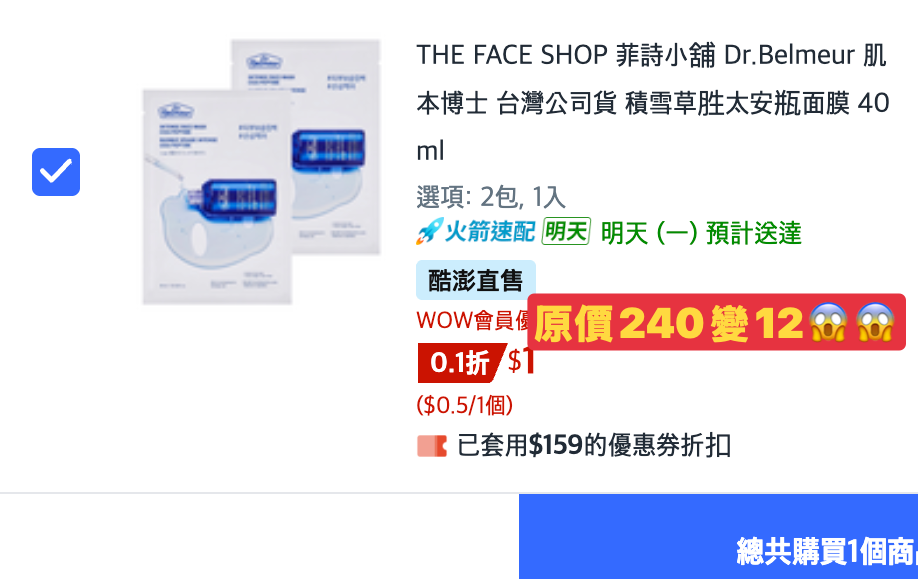 THE FACE SHOP 菲詩小舖 Dr.Belmeur 肌
本博士 台灣公司貨 積雪草胜太安瓶面膜 40
ml
選項: 2包, 1入
火箭速配 明天 明天 (一) 預計送達
酷澎直售
WOW會員優
原價240變12
0.1折 $1
($0.5/1個)
已套用$159的優惠券折扣
總共購買1個商